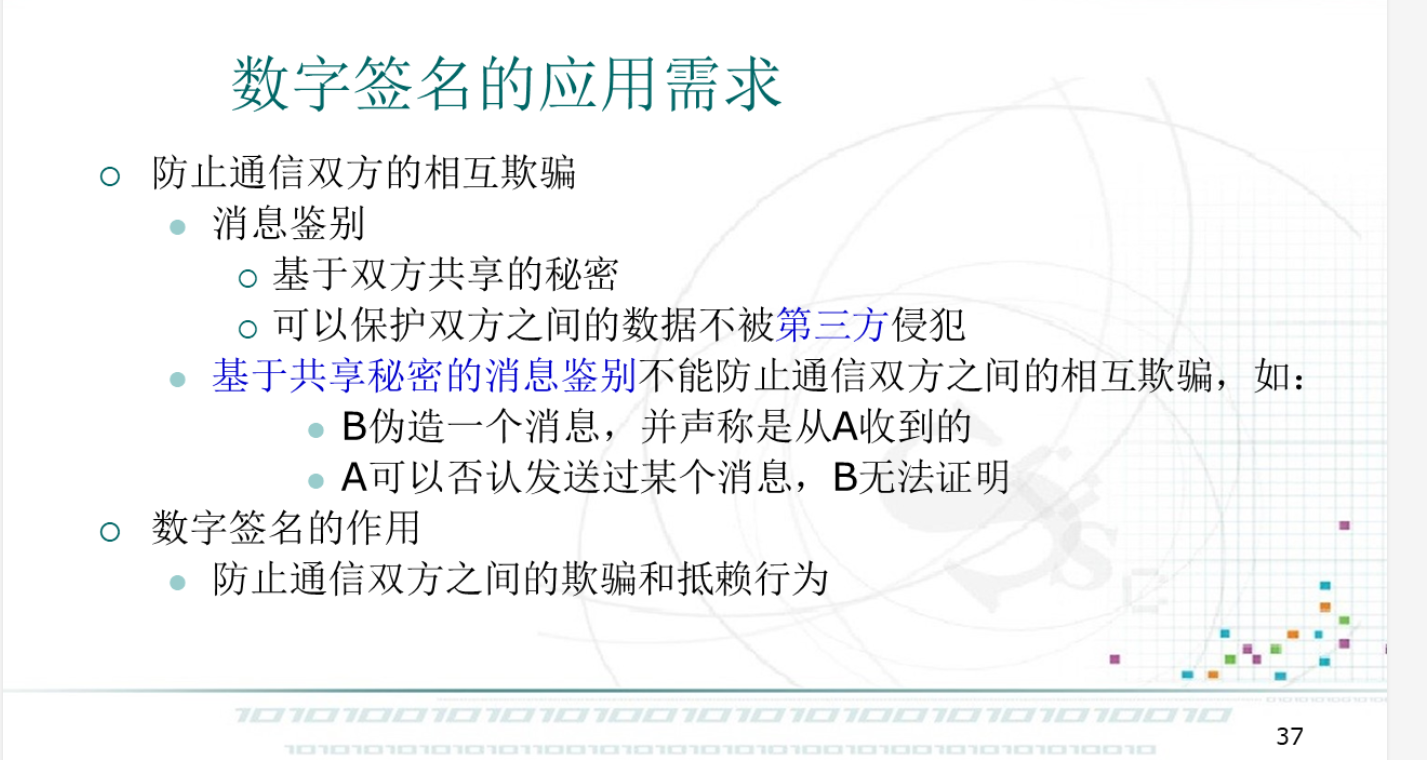 数字签名的应用需求
防止通信双方的相互欺骗
消息鉴别
基于双方共享的秘密
可以保护双方之间的数据不被第三方侵犯
基于共享秘密的消息鉴别不能防止通信双方之间的相互欺骗，如：
B伪造一个消息，并声称是从A收到的
A可以否认发送过某个消息，B无法证明
数字签名的作用
防止通信双方之间的欺骗和抵赖行为
37